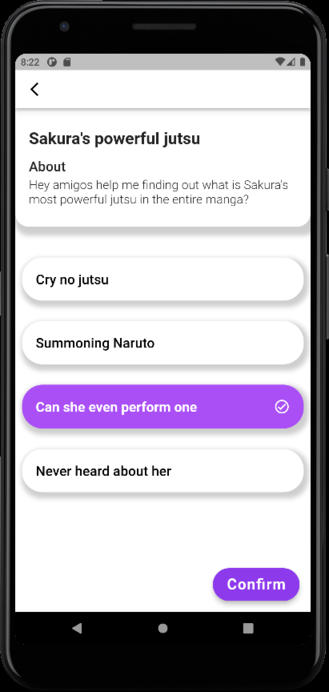 8:22
Sakura's powerful jutsu
About
Hey amigos help me finding out what is Sakura's
most powerful jutsu in the entire manga?
Cry no jutsu
Summoning Naruto
Can she even perform one
Never heard about her
Confirm